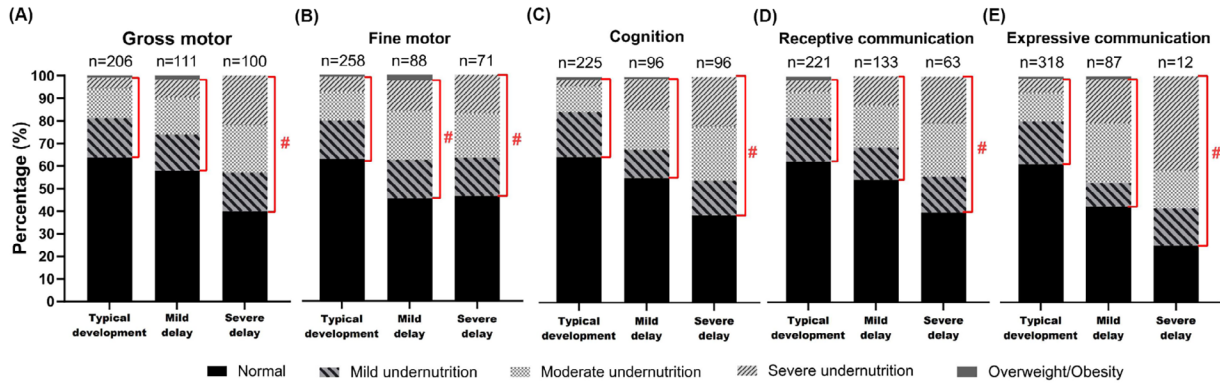 (A) (B) (C) (D) (E)
Gross motor Fine motor Cognition Receptive communication Expressive communication
n=206 n=111 n=100 n=258 n=88 n=71 n=225 n=96 n=96 n=221 n=133 n=63 n=318 n=87 n=12
Percentage (%)
100
90
80
70
60
50
40
30
20
10
0
# # # # # #
Typical development Mild delay Severe delay Typical development Mild delay Severe delay Typical development Mild delay Severe delay Typical development Mild delay Severe delay Typical development Mild delay Severe delay
Normal Mild undernutrition Moderate undernutrition Severe undernutrition Overweight/Obesity